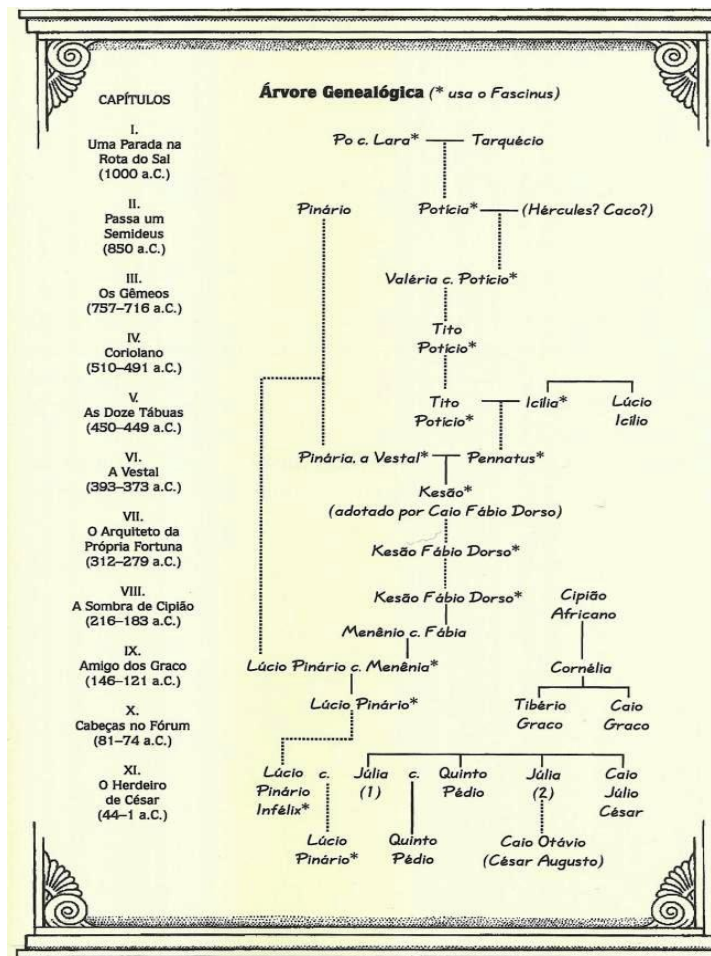 CAPÍTULOS
I.
Uma Parada na
Rota do Sal
(1000 a.C.)
II.
Passa um
Semideus
(850 a.C.)
III.
Os Gêmeos
(757–716 a.C.)
IV.
Coriolano
(510–491 a.C.)
V.
As Doze Tábuas
(450–449 a.C.)
VI.
A Vestal
(393–373 a.C.)
VII.
O Arquiteto da
Própria Fortuna
(312–279 a.C.)
VIII.
A Sombra de Cipião
(216–183 a.C.)
IX.
Amigo dos Graco
(146–121 a.C.)
X.
Cabeças no Fórum
(81–74 a.C.)
XI.
O Herdeiro
de César
(44–1 a.C.)
Árvore Genealógica (* usa o Fascinus)
Po c. Lara* Tarquécio
Pinário Potícia* (Hércules? Caco?)
Valéria c. Potício*
Tito
Potício*
Tito Icília* Lúcio
Potício* Icílio
Pinária, a Vestal* Pennatus*
Kesão*
(adotado por Caio Fábio Dorso)
Kesão Fábio Dorso*
Kesão Fábio Dorso* Cipião
Africano
Menênio c. Fábia
Lúcio Pinário c. Menênia* Cornélia
Lúcio Pinário* Tibério Caio
Graco Graco
Lúcio c. Júlia c. Quinto Júlia Caio
Pinário (1) Pédio (2) Júlio
Infélix* César
Lúcio Quinto Caio Otávio
Pinário* Pédio (César Augusto)